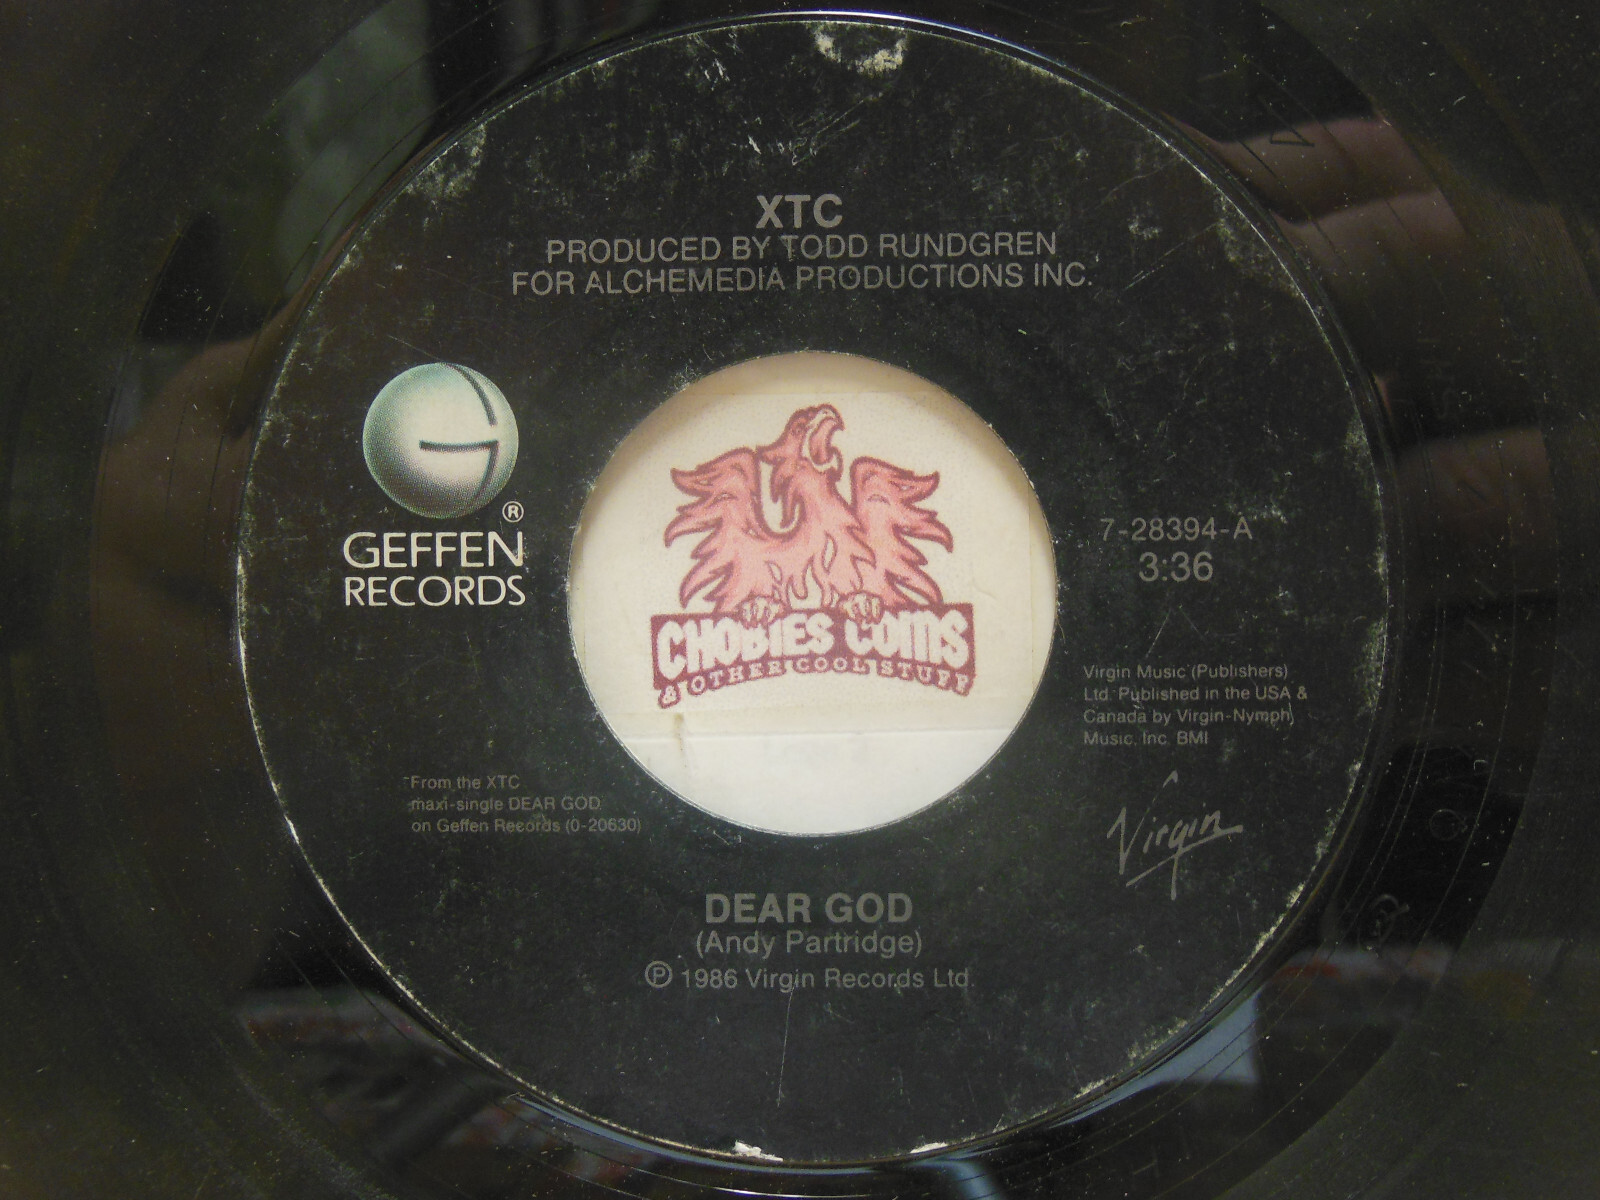 XTC
PRODUCED BY TODD RUNDGREN
FOR ALCHEMEDIA PRODUCTIONS INC.
®
GEFFEN
RECORDS
7-28394-A
3:36
CHOBIES COINS
& OTHER COOL STUFF
Virgin Music (Publishers)
Ltd. Published in the USA &
Canada by Virgin-Nymph
Music, Inc. BMI
From the XTC
maxi-single DEAR GOD
on Geffen Records (0-20630)
Virgin
DEAR GOD
(Andy Partridge)
℗ 1986 Virgin Records Ltd.